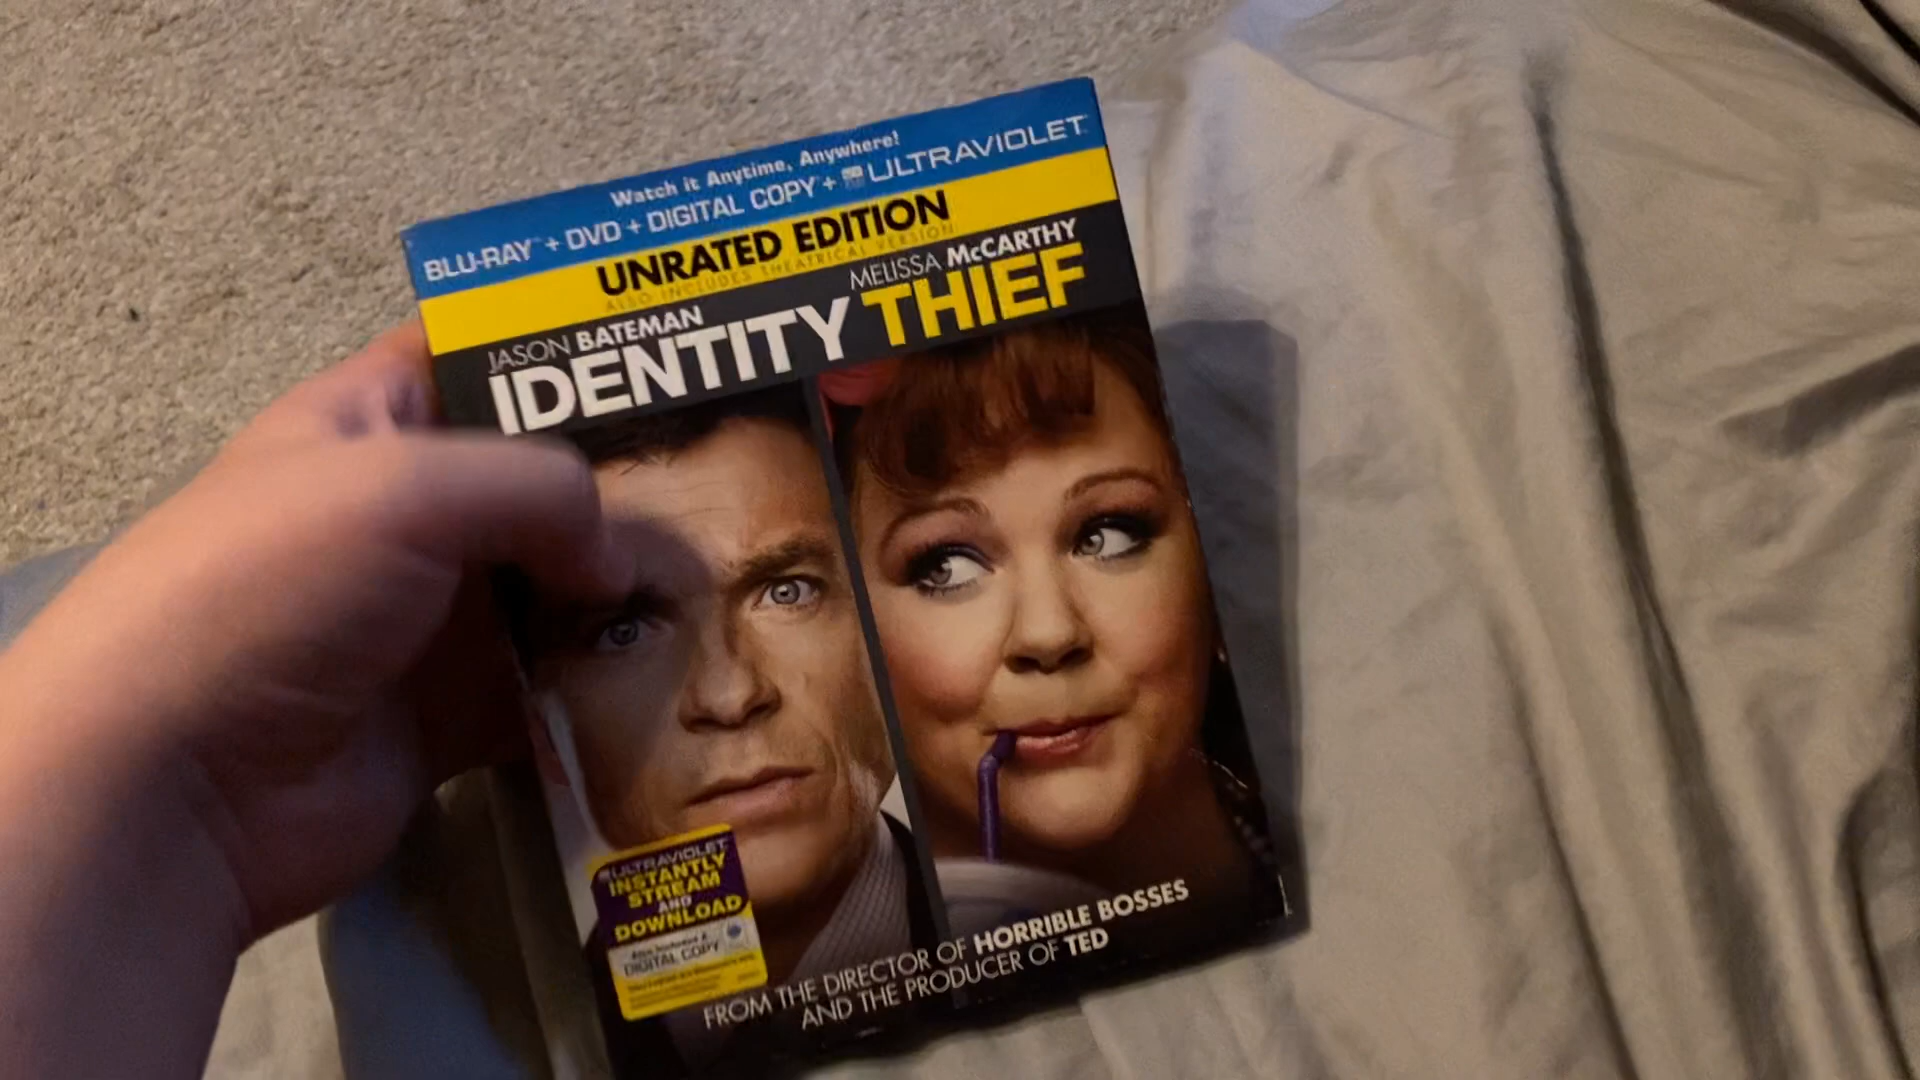 Watch it Anytime, Anywhere!
BLU-RAY™ + DVD + DIGITAL COPY + ULTRAVIOLET™
UNRATED EDITION
ALSO INCLUDES THEATRICAL VERSION
JASON BATEMAN MELISSA McCARTHY
IDENTITY THIEF
ULTRAVIOLET
INSTANTLY
STREAM
AND
DOWNLOAD
DIGITAL COPY
FROM THE DIRECTOR OF HORRIBLE BOSSES
AND THE PRODUCER OF TED